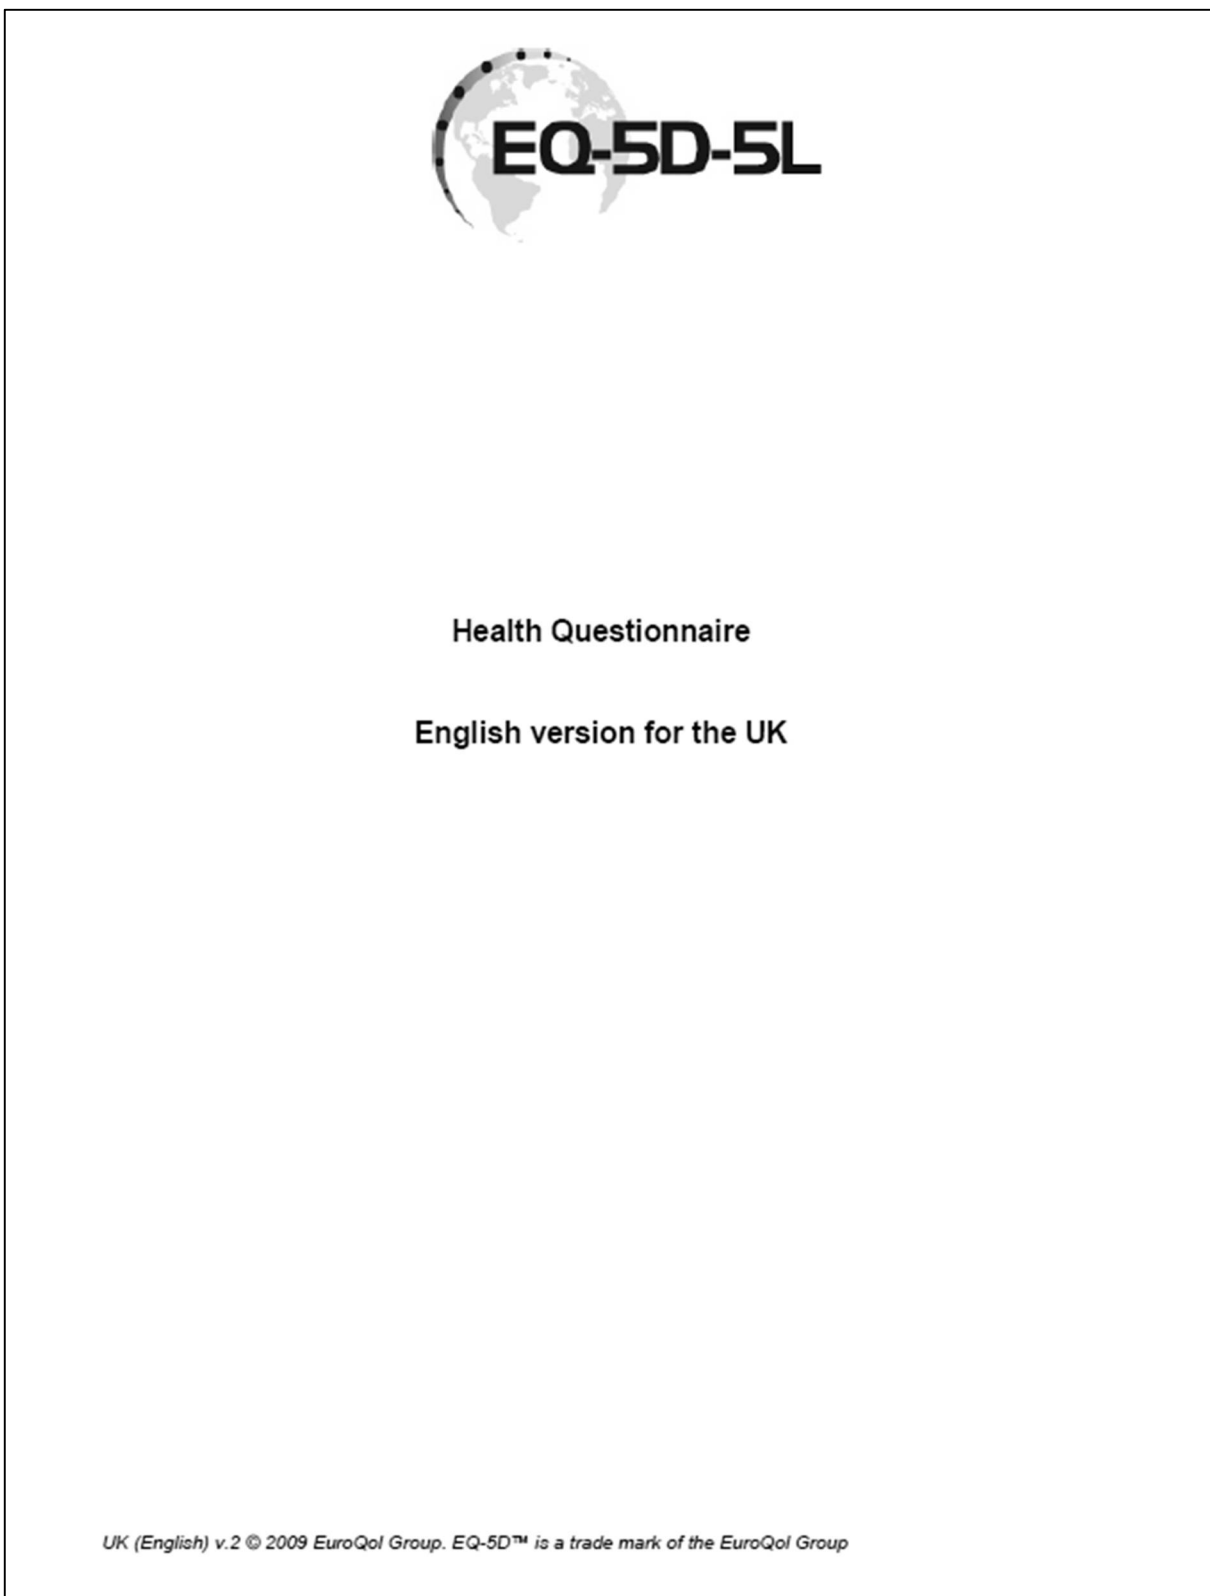 EQ-5D-5L
Health Questionnaire
English version for the UK
UK (English) v.2 © 2009 EuroQol Group. EQ-5D™ is a trade mark of the EuroQol Group